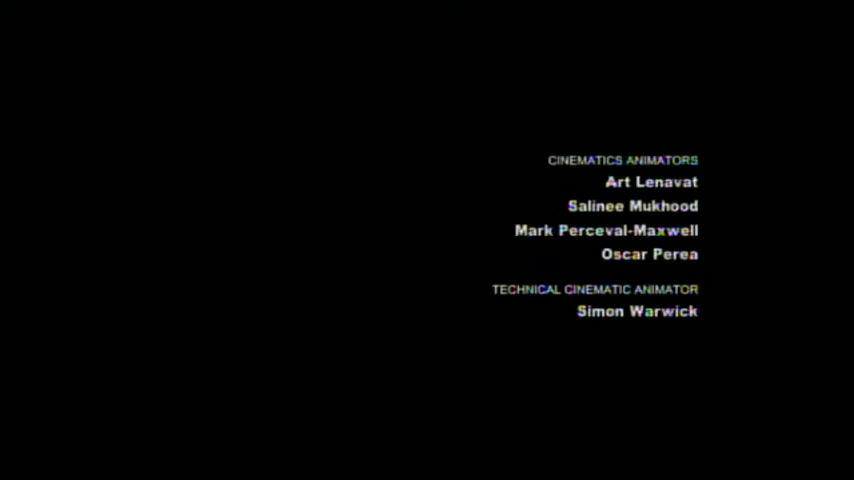 CINEMATICS ANIMATORS
Art Lenavat
Salinee Mukhood
Mark Perceval-Maxwell
Oscar Perea
TECHNICAL CINEMATIC ANIMATOR
Simon Warwick